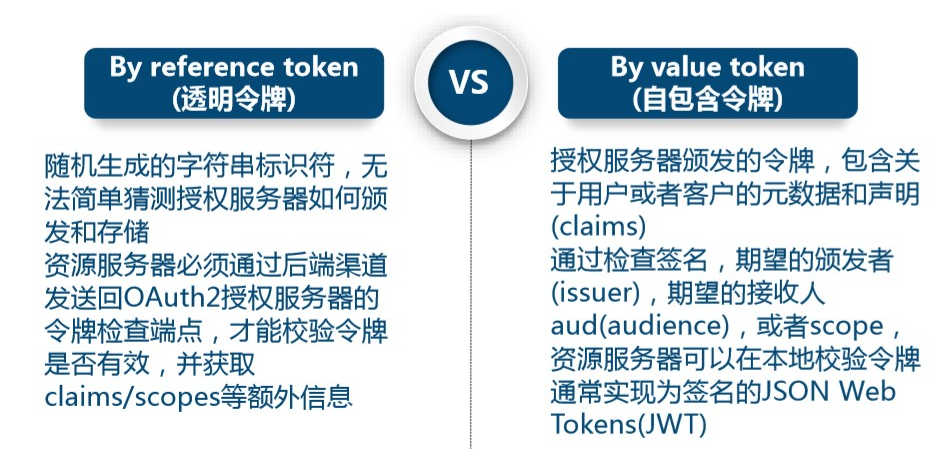 By reference token
(透明令牌)
VS
By value token
(自包含令牌)
随机生成的字符串标识符，无
法简单猜测授权服务器如何颁
发和存储
资源服务器必须通过后端渠道
发送回OAuth2授权服务器的
令牌检查端点，才能校验令牌
是否有效，并获取
claims/scopes等额外信息
授权服务器颁发的令牌，包含关
于用户或者客户的元数据和声明
(claims)
通过检查签名，期望的颁发者
(issuer)，期望的接收人
aud(audience)，或者scope，
资源服务器可以在本地校验令牌
通常实现为签名的JSON Web
Tokens(JWT)